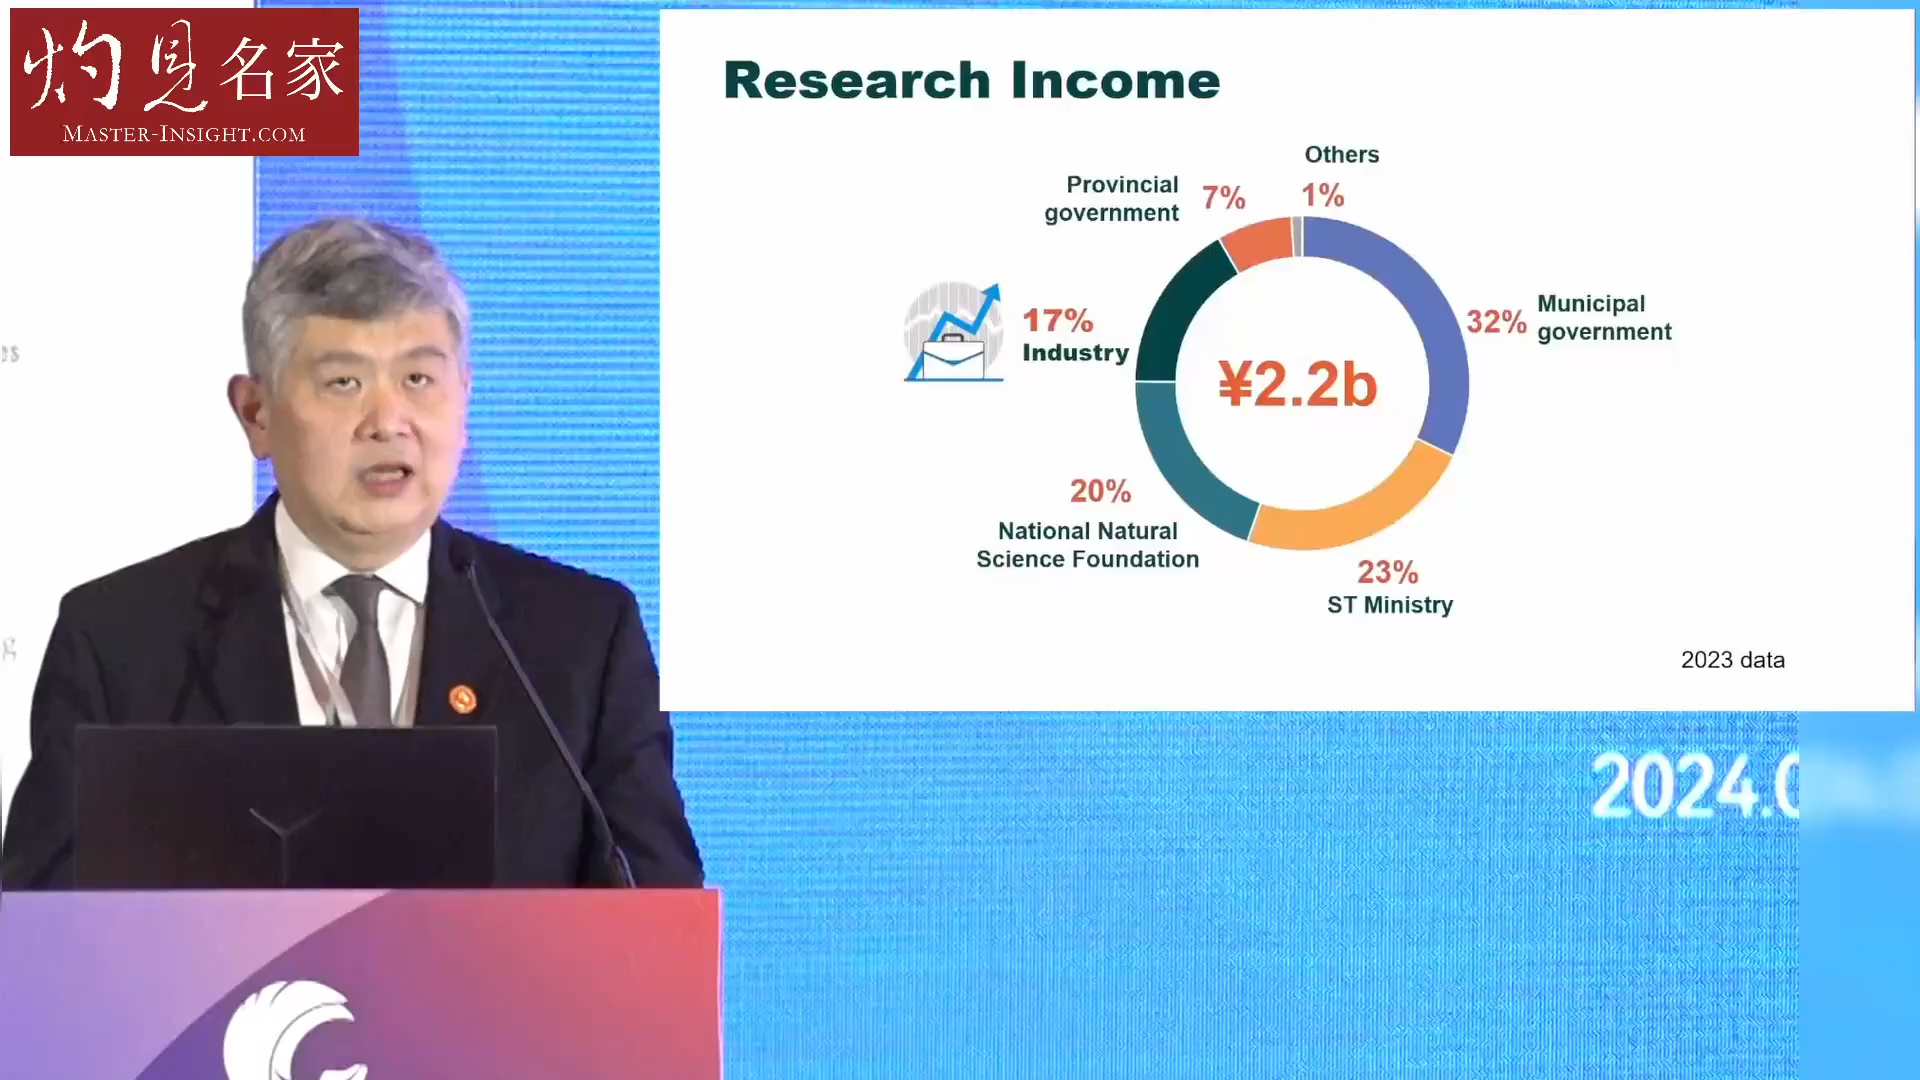 灼見名家
MASTER-INSIGHT.COM
Research Income
Others
1%
Provincial
government
7%
17%
Industry
¥2.2b
32%
Municipal
government
20%
National Natural
Science Foundation
23%
ST Ministry
2023 data